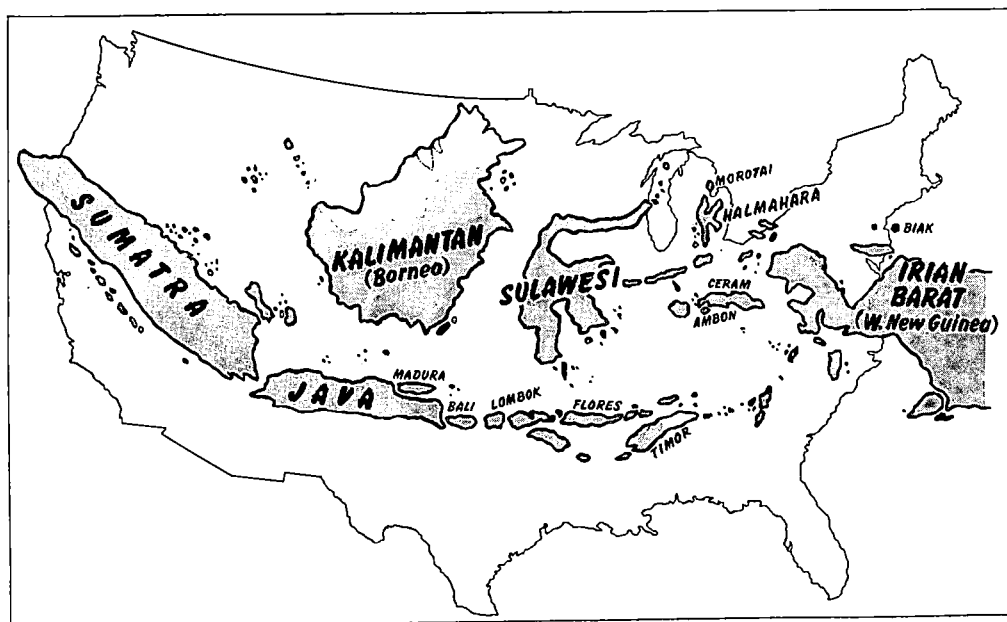 SUMATRA
KALIMANTAN
(Borneo)
SULAWESI
MOROTAI
HALMAHARA
BIAK
IRIAN
BARAT
(W. New Guinea)
CERAM
AMBON
MADURA
JAVA
BALI
LOMBOK
FLORES
TIMOR